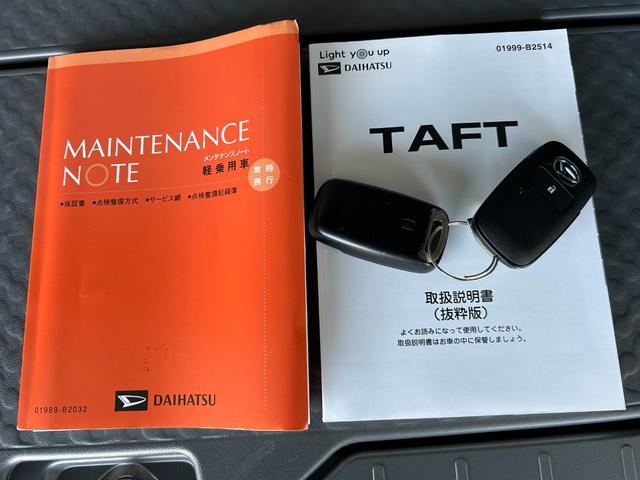 MAINTENANCE
NOTE
メンテナンスノート
軽乗用車
常時
携行
●保証書 ●点検整備方式 ●サービス網 ●点検整備記録簿
01989-B2032
DAIHATSU
Light you up
DAIHATSU
01999-B2514
TAFT
取扱説明書
(抜粋版)
よくお読みになって使用してください。
取扱説明書はお車の中に保管しましょう。